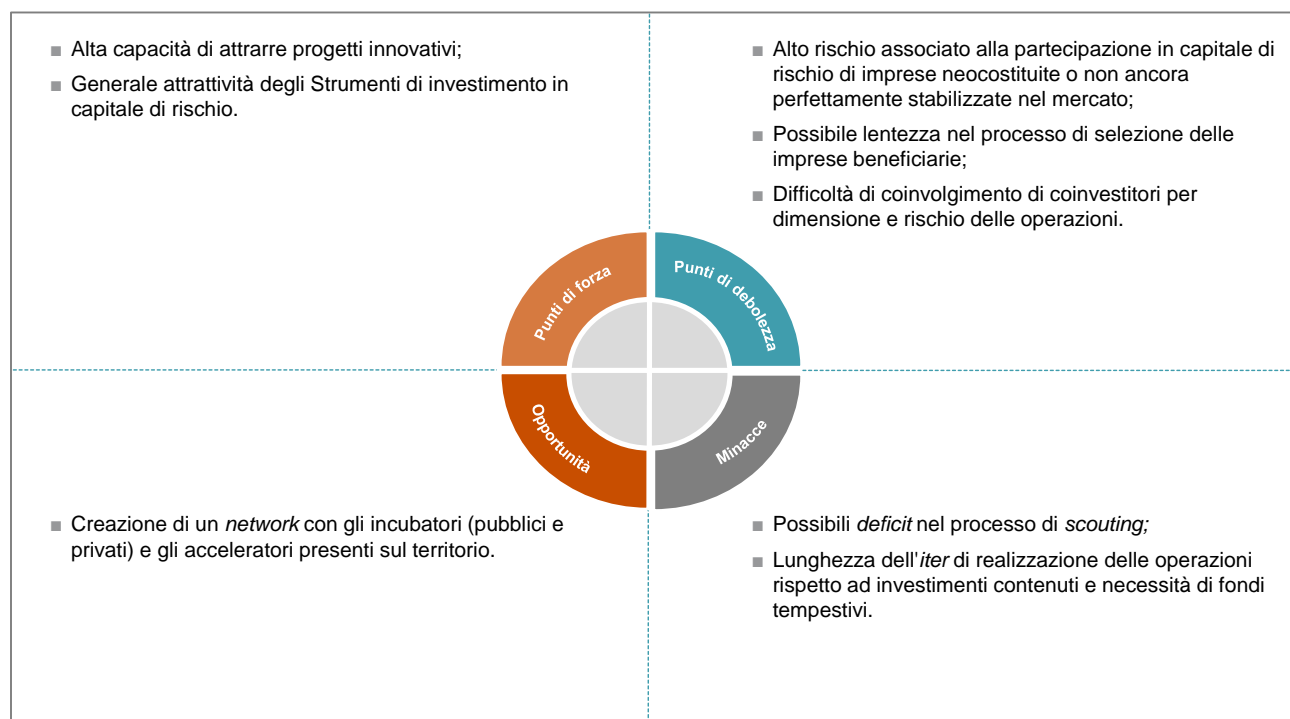 ■ Alta capacità di attrarre progetti innovativi;
■ Generale attrattività degli Strumenti di investimento in
capitale di rischio.
■ Alto rischio associato alla partecipazione in capitale di
rischio di imprese neocostituite o non ancora
perfettamente stabilizzate nel mercato;
■ Possibile lentezza nel processo di selezione delle
imprese beneficiarie;
■ Difficoltà di coinvolgimento di coinvestitori per
dimensione e rischio delle operazioni.
Punti di forza
Punti di debolezza
Opportunità
Minacce
■ Creazione di un network con gli incubatori (pubblici e
privati) e gli acceleratori presenti sul territorio.
■ Possibili deficit nel processo di scouting;
■ Lunghezza dell'iter di realizzazione delle operazioni
rispetto ad investimenti contenuti e necessità di fondi
tempestivi.